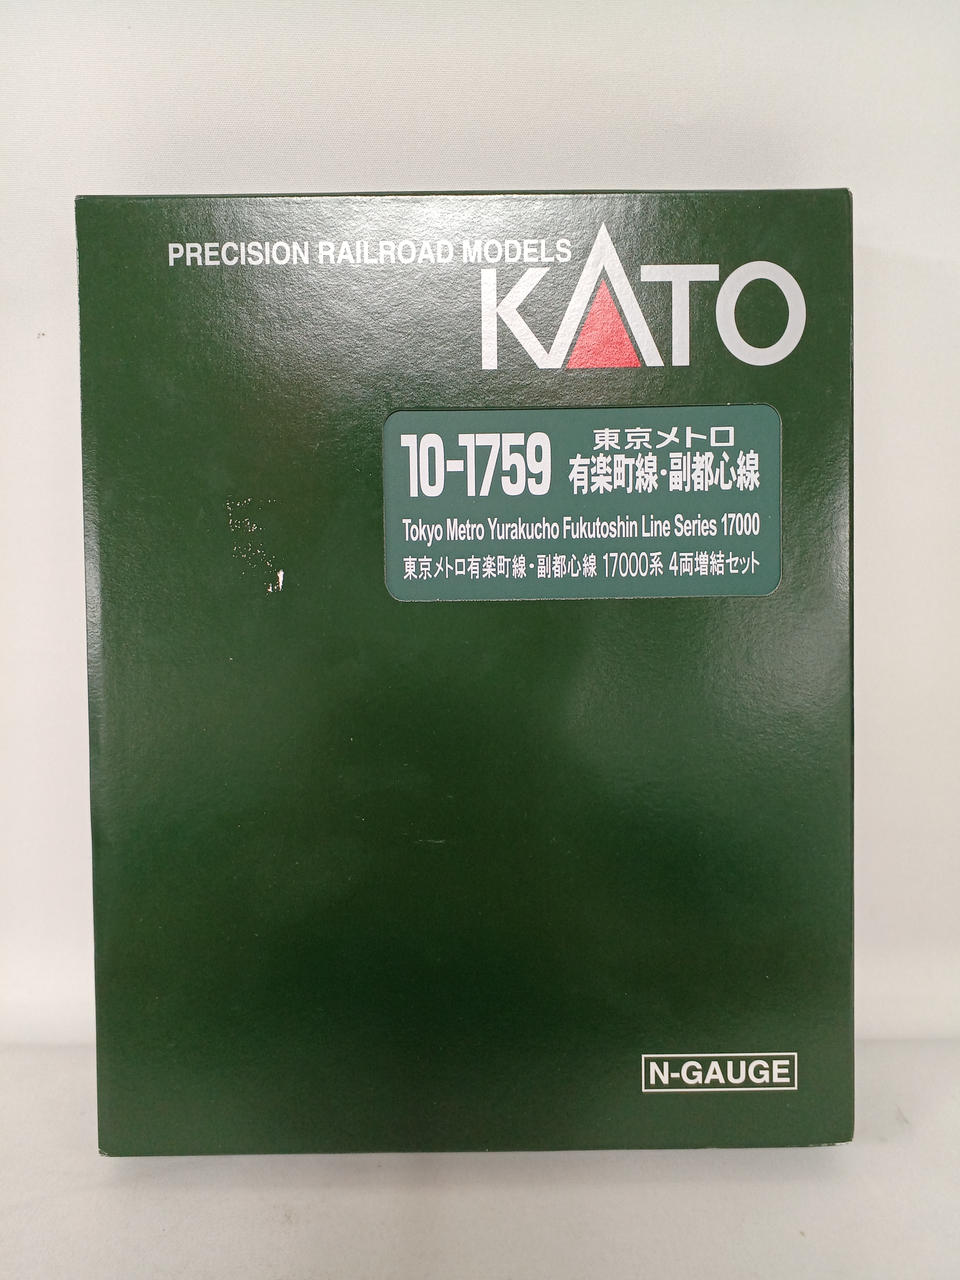 PRECISION RAILROAD MODELS
KATO
10-1759
東京メトロ
有楽町線・副都心線
Tokyo Metro Yurakucho Fukutoshin Line Series 17000
東京メトロ有楽町線・副都心線 17000系 4両増結セット
N-GAUGE